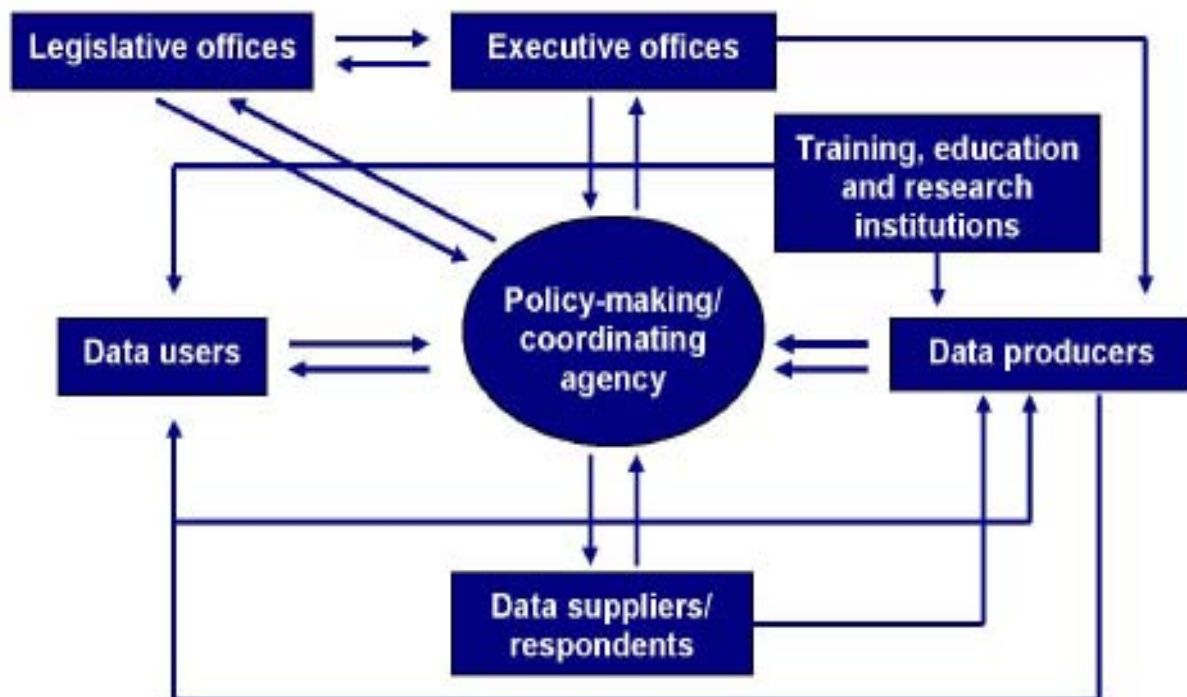 Legislative offices
Executive offices
Training, education
and research
institutions
Policy-making/
coordinating
agency
Data users
Data producers
Data suppliers/
respondents